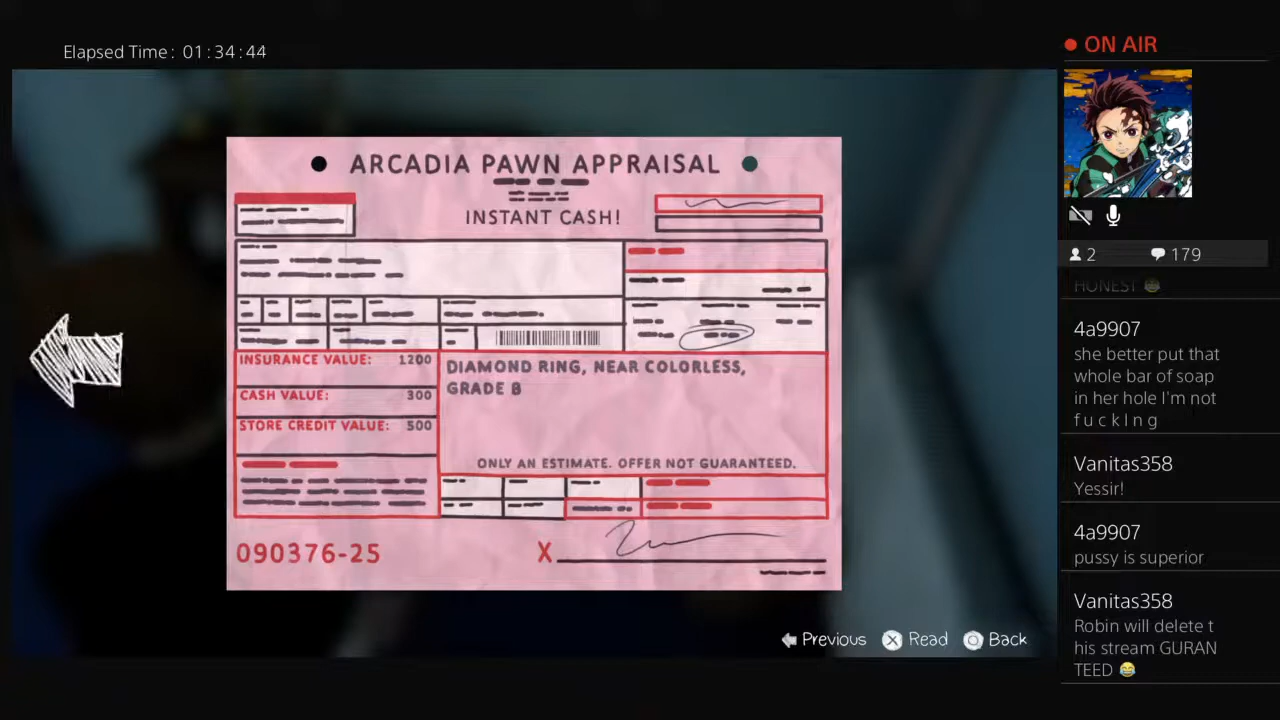 Elapsed Time: 01:34:44
ON AIR
ARCADIA PAWN APPRAISAL
INSTANT CASH!
INSURANCE VALUE: 1200
CASH VALUE: 300
STORE CREDIT VALUE: 500
DIAMOND RING, NEAR COLORLESS,
GRADE B
ONLY AN ESTIMATE. OFFER NOT GUARANTEED.
090376-25
X
Previous
Read
Back
2
179
HONEST
4a9907
she better put that
whole bar of soap
in her hole I'm not
f u c k I n g
Vanitas358
Yessir!
4a9907
pussy is superior
Vanitas358
Robin will delete t
his stream GURAN
TEED 😂